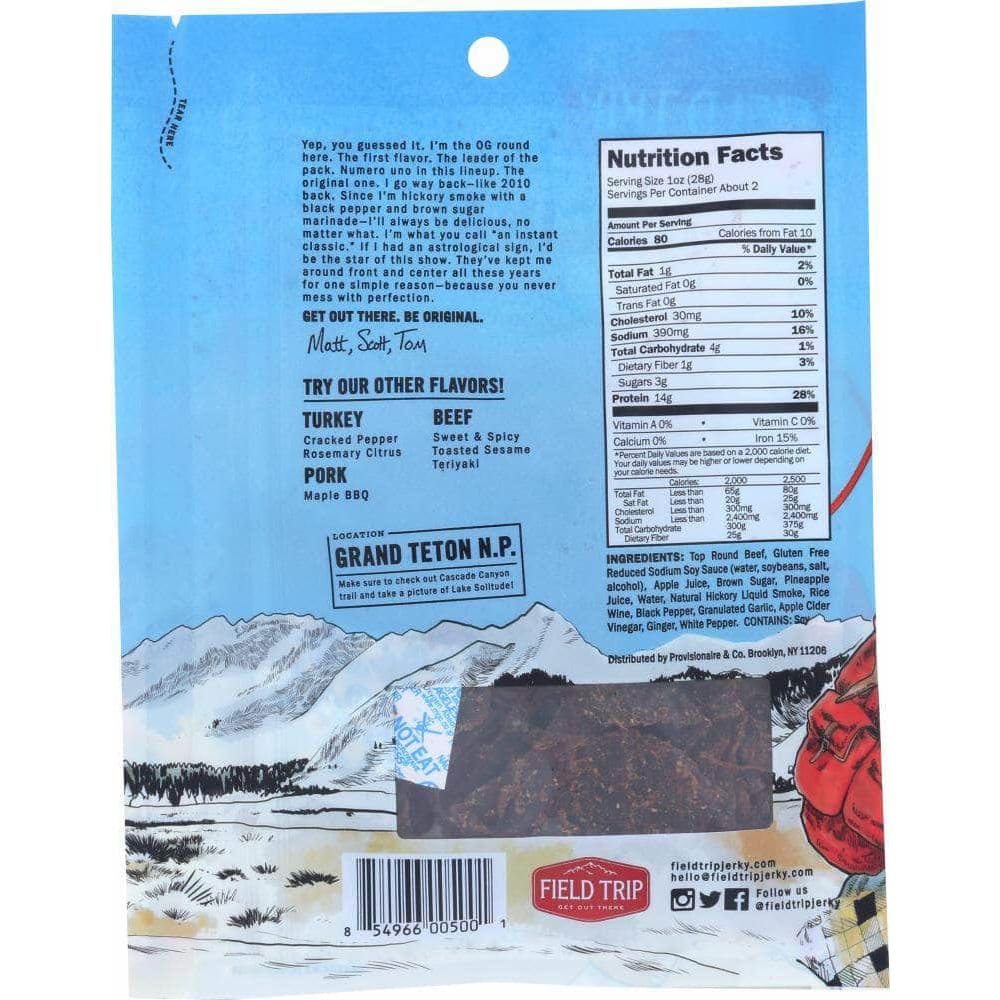 TEAR HERE
Yep, you guessed it. I'm the OG round
here. The first flavor. The leader of the
pack. Numero uno in this lineup. The
original one. I go way back—like 2010
back. Since I'm hickory smoke with a
black pepper and brown sugar
marinade—I'll always be delicious, no
matter what. I'm what you call "an instant
classic." If I had an astrological sign, I'd
be the star of this show. They've kept me
around front and center all these years
for one simple reason—because you never
mess with perfection.
GET OUT THERE. BE ORIGINAL.
Matt, Scott, Tom
TRY OUR OTHER FLAVORS!
TURKEY
Cracked Pepper
Rosemary Citrus
PORK
Maple BBQ
BEEF
Sweet & Spicy
Toasted Sesame
Teriyaki
LOCATION
GRAND TETON N.P.
Make sure to check out Cascade Canyon
trail and take a picture of Lake Solitude!
Nutrition Facts
Serving Size 1oz (28g)
Servings Per Container About 2
Amount Per Serving
Calories 80 Calories from Fat 10
% Daily Value*
Total Fat 1g 2%
Saturated Fat 0g 0%
Trans Fat 0g
Cholesterol 30mg 10%
Sodium 390mg 16%
Total Carbohydrate 4g 1%
Dietary Fiber 1g 3%
Sugars 3g
Protein 14g 28%
Vitamin A 0% • Vitamin C 0%
Calcium 0% • Iron 15%
*Percent Daily Values are based on a 2,000 calorie diet.
Your daily values may be higher or lower depending on
your calorie needs.
Calories: 2,000 2,500
Total Fat Less than 65g 80g
Sat Fat Less than 20g 25g
Cholesterol Less than 300mg 300mg
Sodium Less than 2,400mg 2,400mg
Total Carbohydrate 300g 375g
Dietary Fiber 25g 30g
INGREDIENTS: Top Round Beef, Gluten Free
Reduced Sodium Soy Sauce (water, soybeans, salt,
alcohol), Apple Juice, Brown Sugar, Pineapple
Juice, Water, Natural Hickory Liquid Smoke, Rice
Wine, Black Pepper, Granulated Garlic, Apple Cider
Vinegar, Ginger, White Pepper. CONTAINS: Soy
Distributed by Provisionaire & Co. Brooklyn, NY 11206
NOT EAT
8 54966 00500 1
FIELD TRIP
GET OUT THERE
fieldtripjerky.com
hello@fieldtripjerky.com
Follow us
@fieldtripjerky